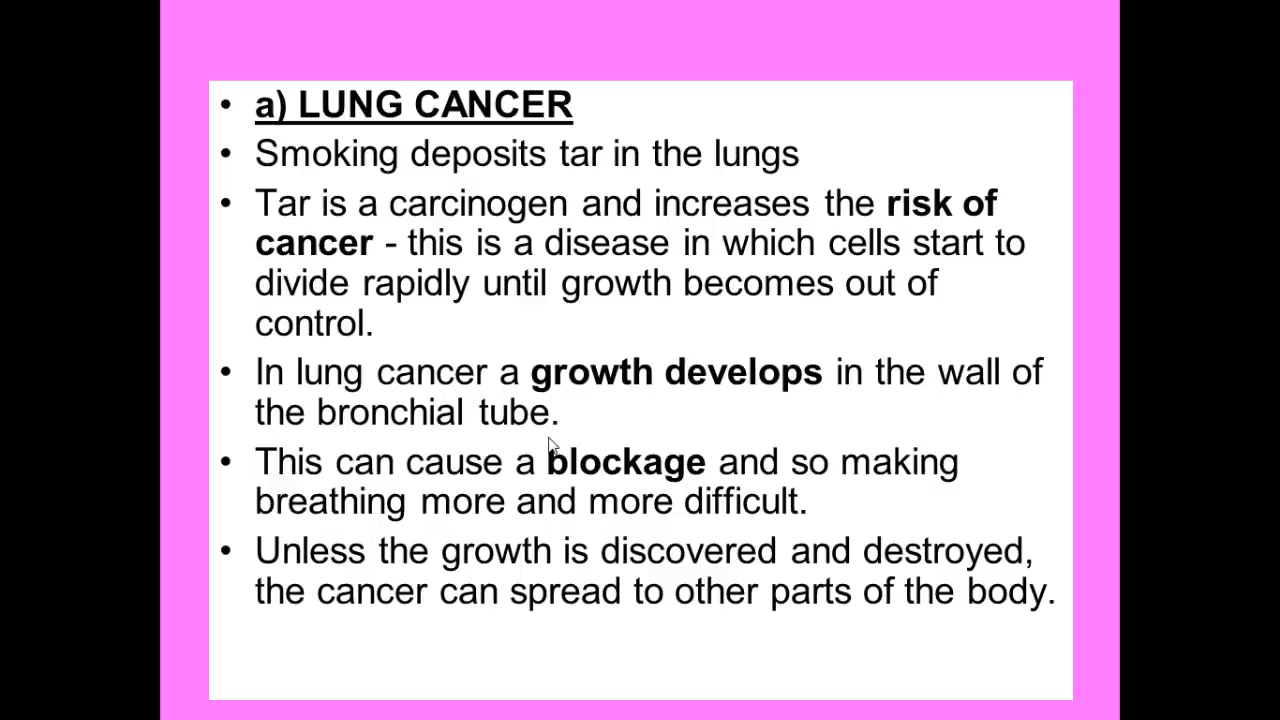 • a) LUNG CANCER
• Smoking deposits tar in the lungs
• Tar is a carcinogen and increases the risk of
cancer - this is a disease in which cells start to
divide rapidly until growth becomes out of
control.
• In lung cancer a growth develops in the wall of
the bronchial tube.
• This can cause a blockage and so making
breathing more and more difficult.
• Unless the growth is discovered and destroyed,
the cancer can spread to other parts of the body.